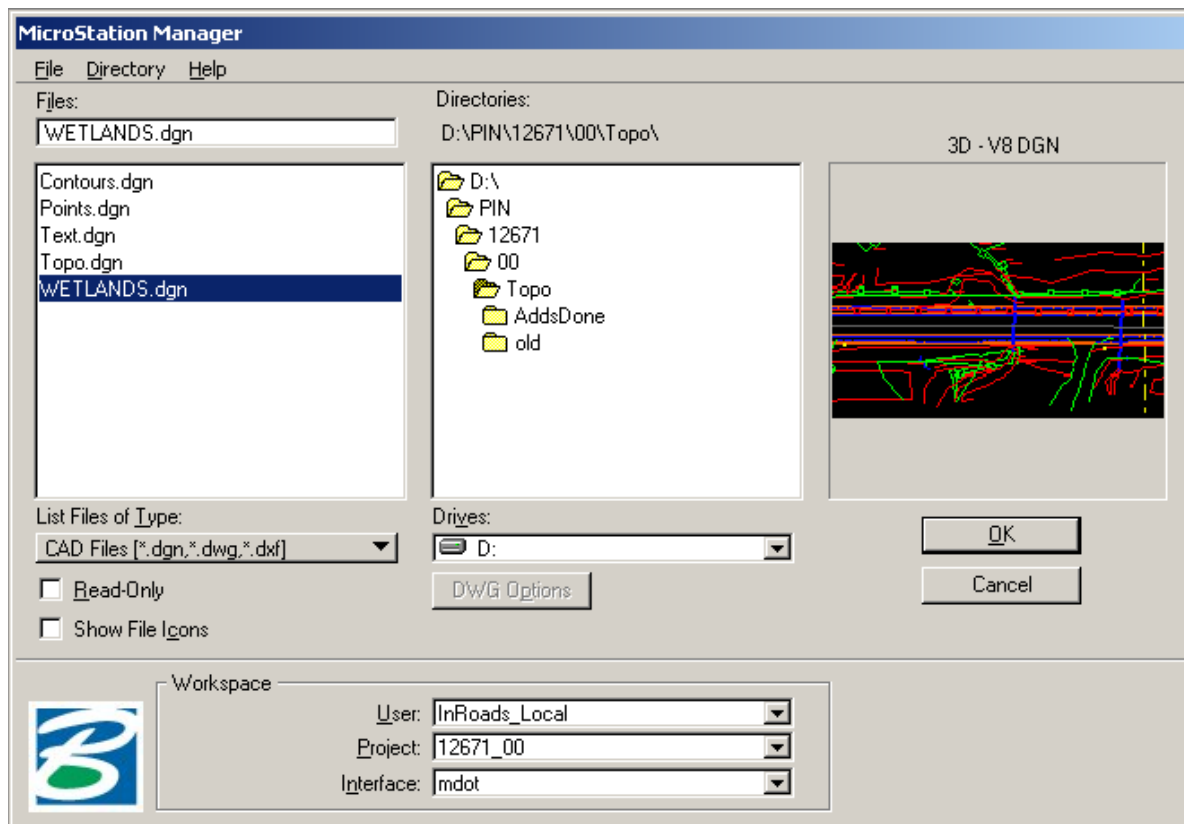 MicroStation Manager
File Directory Help
Files:
WETLANDS.dgn
Contours.dgn
Points.dgn
Text.dgn
Topo.dgn
WETLANDS.dgn
List Files of Type:
CAD Files [*.dgn,*.dwg,*.dxf]
Read-Only
Show File Icons
Directories:
D:\PIN\12671\00\Topo\
D:\
PIN
12671
00
Topo
AddsDone
old
Drives:
D:
DWG Options
3D - V8 DGN
OK
Cancel
Workspace
User: InRoads_Local
Project: 12671_00
Interface: mdot
B